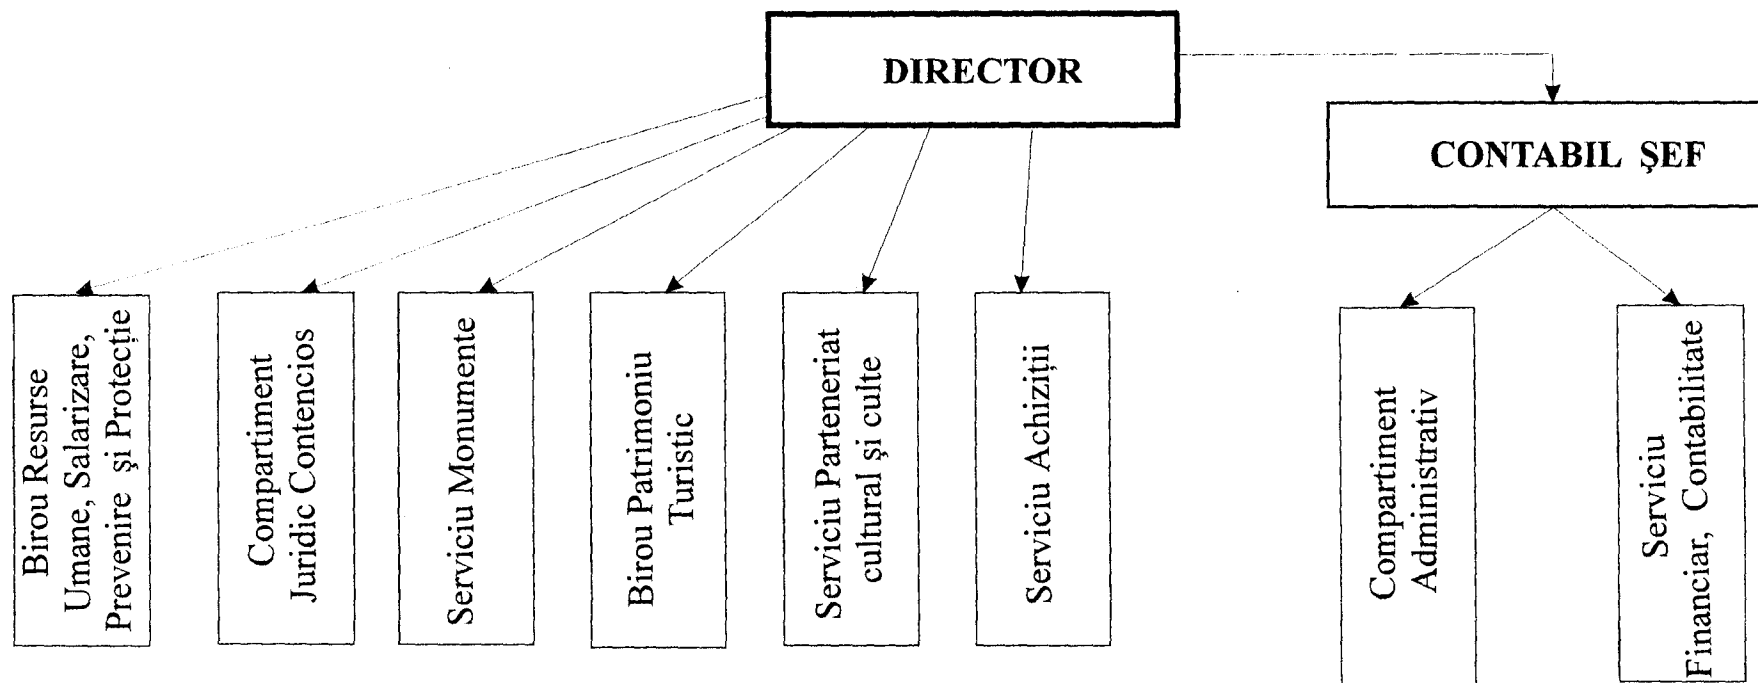 DIRECTOR
CONTABIL ŞEF
Birou Resurse
Umane, Salarizare,
Prevenire şi Protecţie
Compartiment
Juridic Contencios
Serviciu Monumente
Birou Patrimoniu
Turistic
Serviciu Parteneriat
cultural şi culte
Serviciu Achiziţii
Compartiment
Administrativ
Serviciu
Financiar, Contabilitate